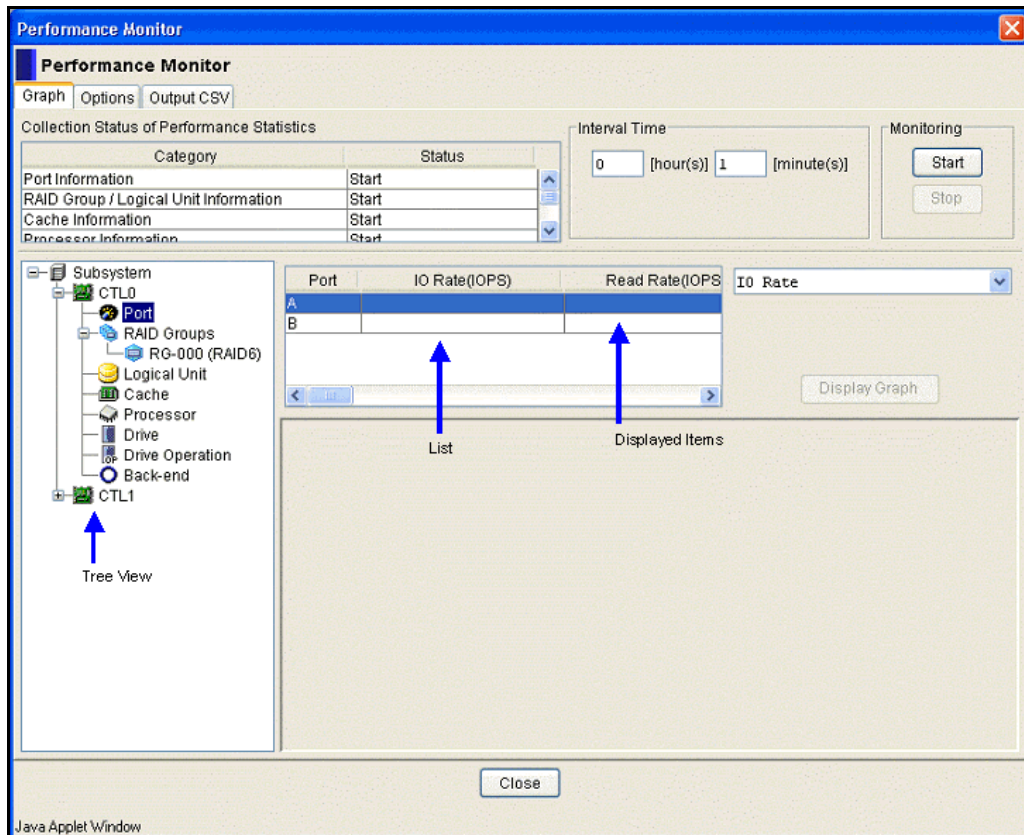 Performance Monitor
Performance Monitor
Graph Options Output CSV
Collection Status of Performance Statistics
Category Status
Port Information Start
RAID Group / Logical Unit Information Start
Cache Information Start
Processor Information Start
Interval Time
0 [hour(s)] 1 [minute(s)]
Monitoring
Start
Stop
Subsystem
CTL0
Port
RAID Groups
RG-000 (RAID6)
Logical Unit
Cache
Processor
Drive
Drive Operation
Back-end
CTL1
Tree View
Port IO Rate(IOPS) Read Rate(IOPS
A
B
List
Displayed Items
IO Rate
Display Graph
Close
Java Applet Window